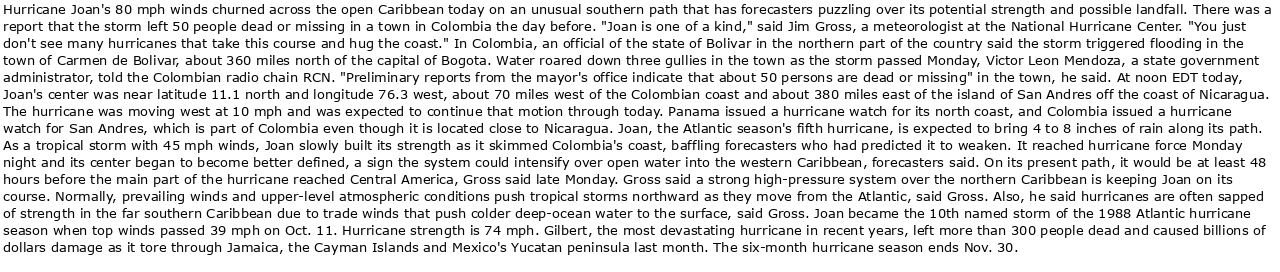 Hurricane Joan's 80 mph winds churned across the open Caribbean today on an unusual southern path that has forecasters puzzling over its potential strength and possible landfall. There was a
report that the storm left 50 people dead or missing in a town in Colombia the day before. "Joan is one of a kind," said Jim Gross, a meteorologist at the National Hurricane Center. "You just
don't see many hurricanes that take this course and hug the coast." In Colombia, an official of the state of Bolivar in the northern part of the country said the storm triggered flooding in the
town of Carmen de Bolivar, about 360 miles north of the capital of Bogota. Water roared down three gullies in the town as the storm passed Monday, Victor Leon Mendoza, a state government
administrator, told the Colombian radio chain RCN. "Preliminary reports from the mayor's office indicate that about 50 persons are dead or missing" in the town, he said. At noon EDT today,
Joan's center was near latitude 11.1 north and longitude 76.3 west, about 70 miles west of the Colombian coast and about 380 miles east of the island of San Andres off the coast of Nicaragua.
The hurricane was moving west at 10 mph and was expected to continue that motion through today. Panama issued a hurricane watch for its north coast, and Colombia issued a hurricane
watch for San Andres, which is part of Colombia even though it is located close to Nicaragua. Joan, the Atlantic season's fifth hurricane, is expected to bring 4 to 8 inches of rain along its path.
As a tropical storm with 45 mph winds, Joan slowly built its strength as it skimmed Colombia's coast, baffling forecasters who had predicted it to weaken. It reached hurricane force Monday
night and its center began to become better defined, a sign the system could intensify over open water into the western Caribbean, forecasters said. On its present path, it would be at least 48
hours before the main part of the hurricane reached Central America, Gross said late Monday. Gross said a strong high-pressure system over the northern Caribbean is keeping Joan on its
course. Normally, prevailing winds and upper-level atmospheric conditions push tropical storms northward as they move from the Atlantic, said Gross. Also, he said hurricanes are often sapped
of strength in the far southern Caribbean due to trade winds that push colder deep-ocean water to the surface, said Gross. Joan became the 10th named storm of the 1988 Atlantic hurricane
season when top winds passed 39 mph on Oct. 11. Hurricane strength is 74 mph. Gilbert, the most devastating hurricane in recent years, left more than 300 people dead and caused billions of
dollars damage as it tore through Jamaica, the Cayman Islands and Mexico's Yucatan peninsula last month. The six-month hurricane season ends Nov. 30.